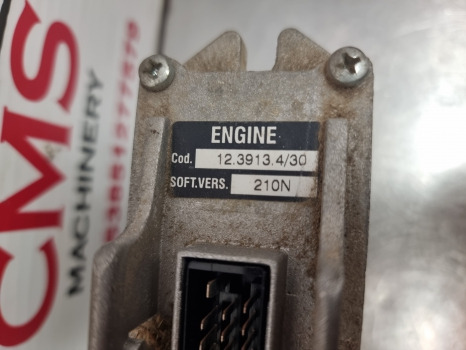 ENGINE
Cod. 12.3913.4/30
SOFT.VERS. 210N
CMS
MACHINERY